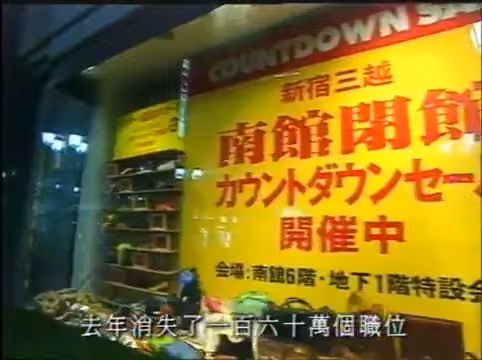 COUNTDOWN SA
新宿三越
南館閉館
カウントダウンセー
開催中
会場:南館6階・地下1階特設会
去年消失了一百六十萬個職位